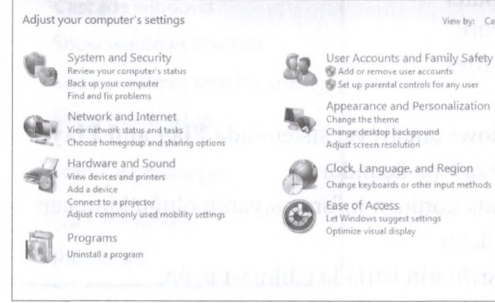 Adjust your computer's settings
View by:
System and Security
Review your computer's status
Back up your computer
Find and fix problems
Network and Internet
View network status and tasks
Choose homegroup and sharing options
Hardware and Sound
View devices and printers
Add a device
Connect to a projector
Adjust commonly used mobility settings
Programs
Uninstall a program
User Accounts and Family Safety
Add or remove user accounts
Set up parental controls for any user
Appearance and Personalization
Change the theme
Change desktop background
Adjust screen resolution
Clock, Language, and Region
Change keyboards or other input methods
Ease of Access
Let Windows suggest settings
Optimize visual display